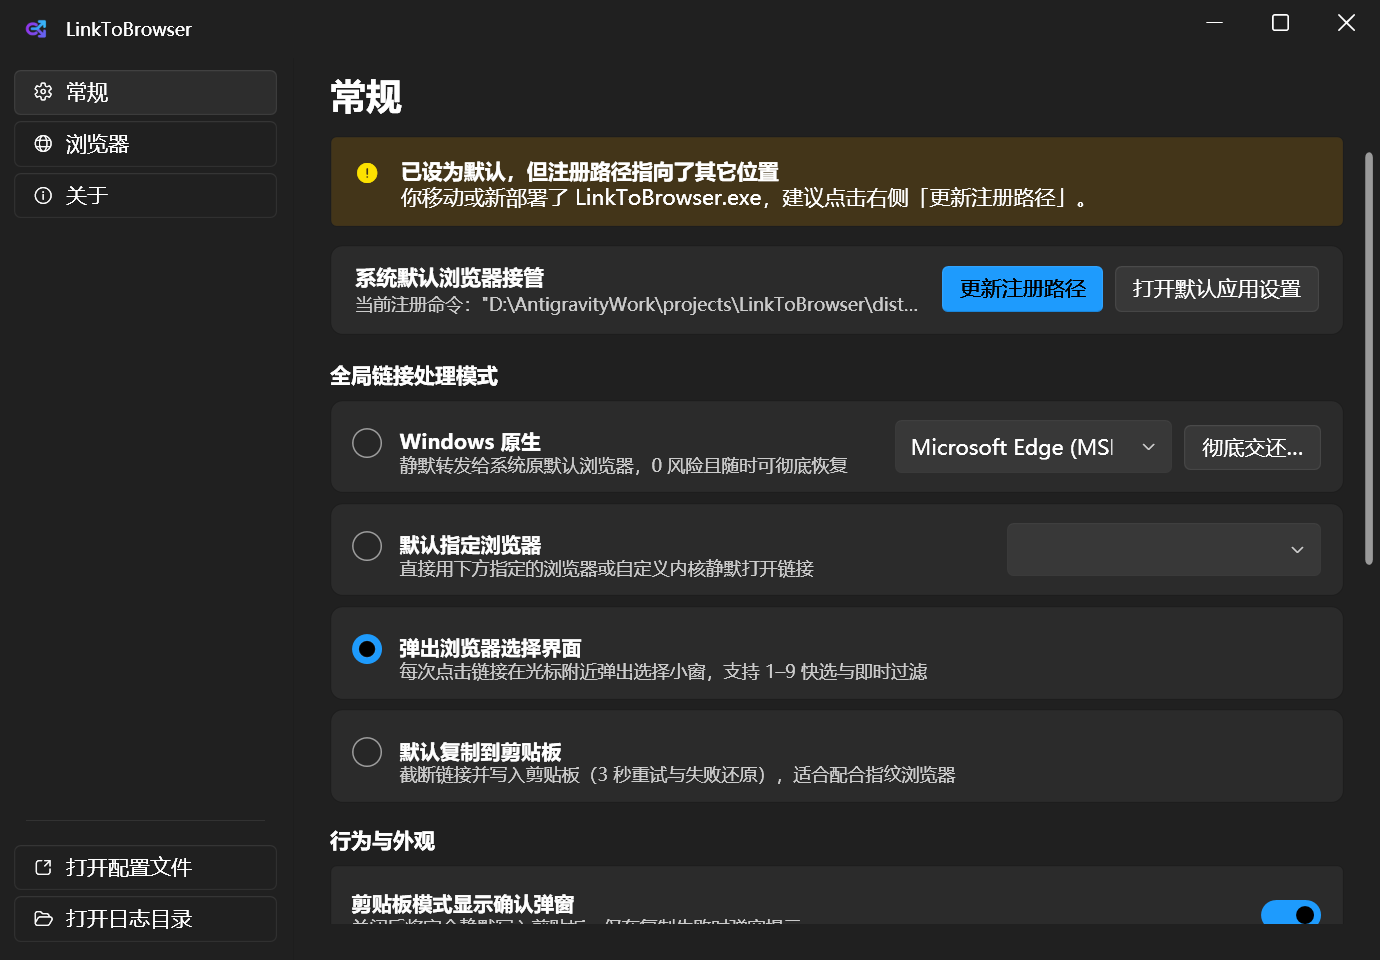 LinkToBrowser
常规
浏览器
关于
打开配置文件
打开日志目录
常规
已设为默认，但注册路径指向了其它位置
你移动或新部署了 LinkToBrowser.exe，建议点击右侧「更新注册路径」。
系统默认浏览器接管
当前注册命令："D:\AntigravityWork\projects\LinkToBrowser\dist...
更新注册路径
打开默认应用设置
全局链接处理模式
Windows 原生
静默转发给系统原默认浏览器，0 风险且随时可彻底恢复
Microsoft Edge (MSI
彻底交还...
默认指定浏览器
直接用下方指定的浏览器或自定义内核静默打开链接
弹出浏览器选择界面
每次点击链接在光标附近弹出选择小窗，支持 1–9 快选与即时过滤
默认复制到剪贴板
截断链接并写入剪贴板（3 秒重试与失败还原），适合配合指纹浏览器
行为与外观
剪贴板模式显示确认弹窗